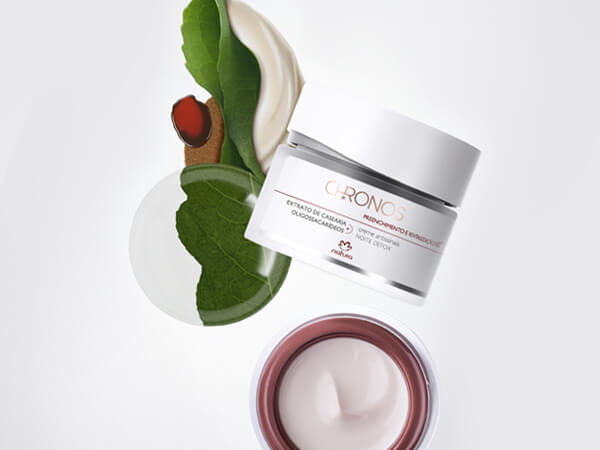 CHRONOS
PREENCHIMENTO E REVITALIZAÇÃO
EXTRATO DE CASEARIA +
OLIGOSSACARÍDEOS
creme antissinais
NOITE DETOX
natura